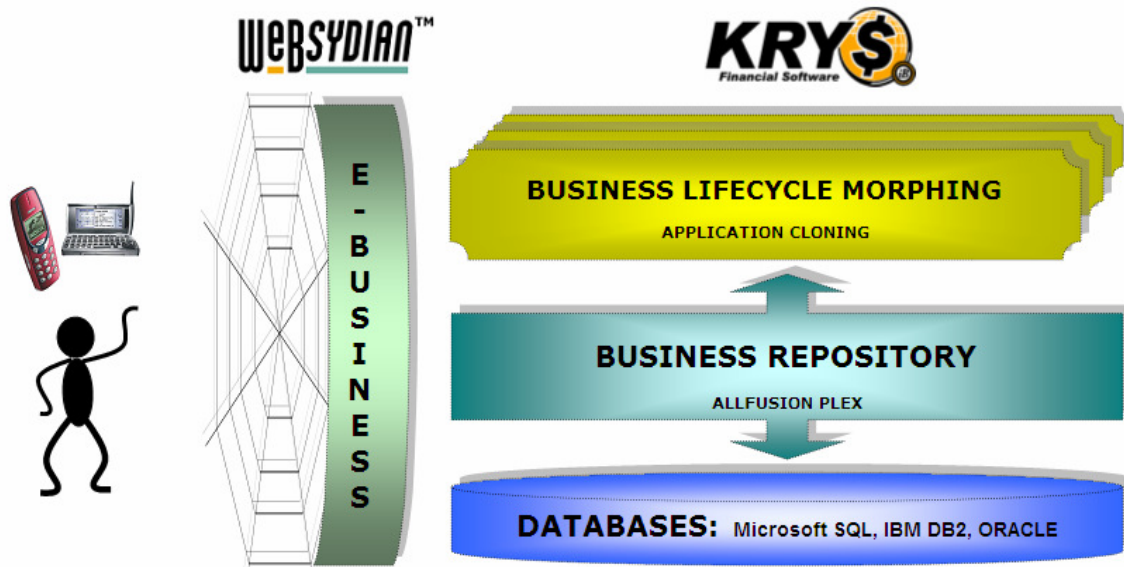 WeBSYDIAN™
KRY$
Financial Software
E-BUSINESS
BUSINESS LIFECYCLE MORPHING
APPLICATION CLONING
BUSINESS REPOSITORY
ALLFUSION PLEX
DATABASES: Microsoft SQL, IBM DB2, ORACLE